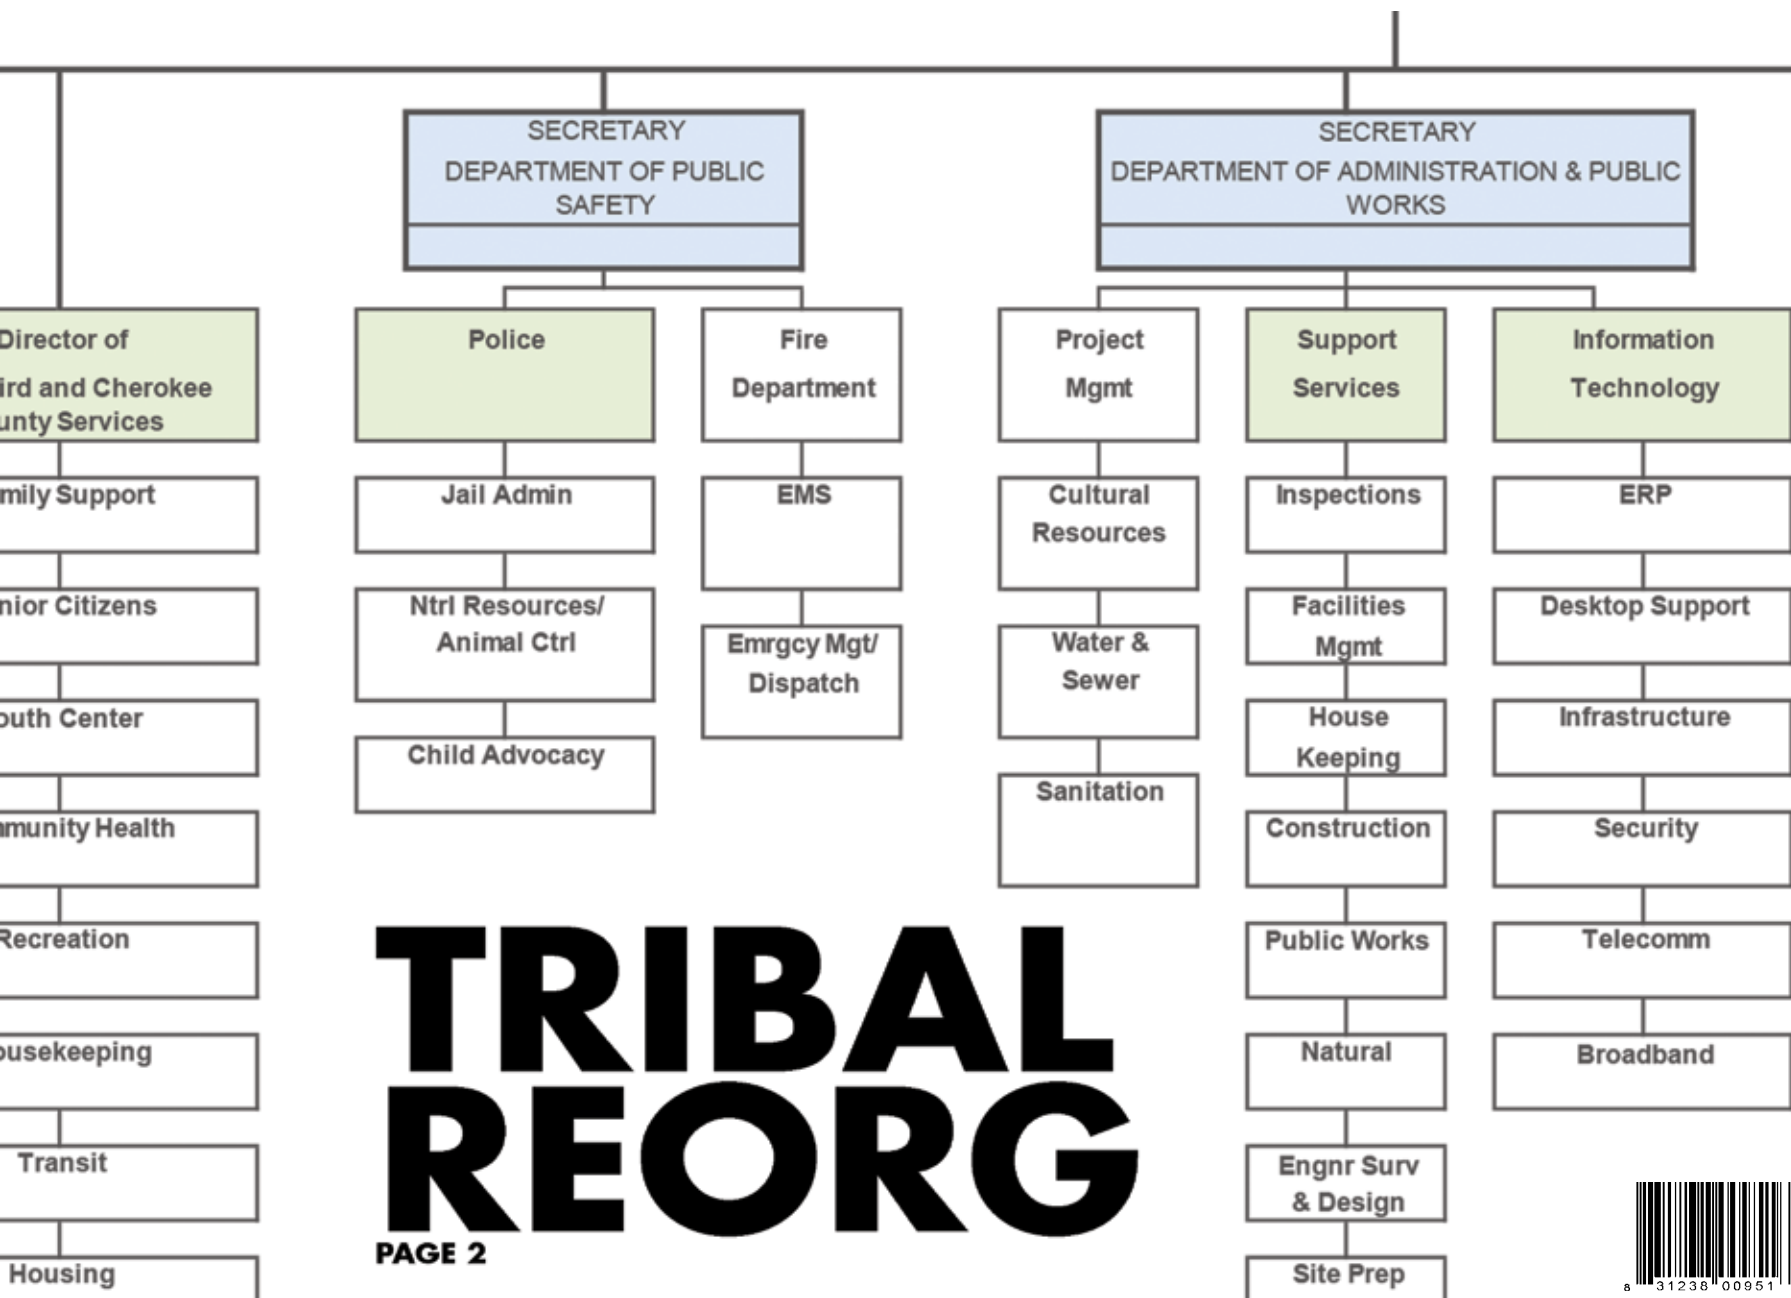 SECRETARY
DEPARTMENT OF PUBLIC
SAFETY
SECRETARY
DEPARTMENT OF ADMINISTRATION & PUBLIC
WORKS
Director of
ird and Cherokee
unty Services
mily Support
nior Citizens
outh Center
mmunity Health
Recreation
ousekeeping
Transit
Housing
Police
Jail Admin
Ntrl Resources/
Animal Ctrl
Child Advocacy
Fire
Department
EMS
Emrgcy Mgt/
Dispatch
Project
Mgmt
Cultural
Resources
Water &
Sewer
Sanitation
Support
Services
Inspections
Facilities
Mgmt
House
Keeping
Construction
Public Works
Natural
Engnr Surv
& Design
Site Prep
Information
Technology
ERP
Desktop Support
Infrastructure
Security
Telecomm
Broadband
TRIBAL
REORG
PAGE 2
8 31238 00951